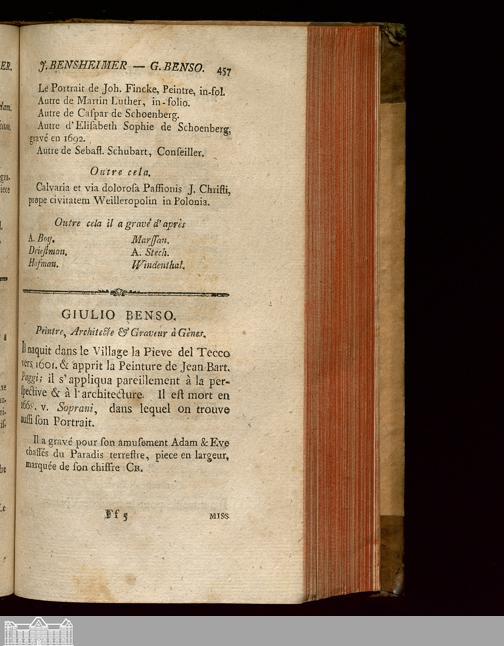 J. BENSHEIMER — G. BENSO. 457
Le Portrait de Joh. Fincke, Peintre, in-fol.
Autre de Martin Luther, in-folio.
Autre de Caſpar de Schoenberg.
Autre d'Eliſabeth Sophie de Schoenberg,
gravé en 1692.
Autre de Sebaſt. Schubart, Conſeiller.
Outre cela,
Calvaria et via doloroſa Paſſionis J. Chriſti,
prope civitatem Weilleropolin in Polonia.
Outre cela il a gravé d'après
A. Boy. Marſſan.
Drieſman. A. Stech.
Hofman. Windenthal.
GIULIO BENSO.
Peintre, Architecte & Graveur à Gênes.
Il naquit dans le Village la Pieve del Tecco
vers 1601. & apprit la Peinture de Jean Bart.
Paggi; il s'appliqua pareillement à la per-
ſpective & à l'architecture. Il eſt mort en
v. Soprani, dans lequel on trouve
auſſi ſon Portrait.
Il a gravé pour ſon amuſement Adam & Eve
chaſſés du Paradis terreſtre, piece en largeur,
marquée de ſon chiffre CB.
Ff 5 MISS